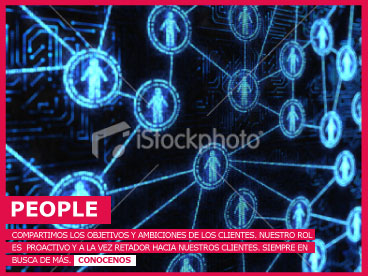 iStockphoto
PEOPLE
COMPARTIMOS LOS OBJETIVOS Y AMBICIONES DE LOS CLIENTES. NUESTRO ROL
ES PROACTIVO Y A LA VEZ RETADOR HACIA NUESTROS CLIENTES. SIEMPRE EN
BUSCA DE MÁS. CONOCENOS